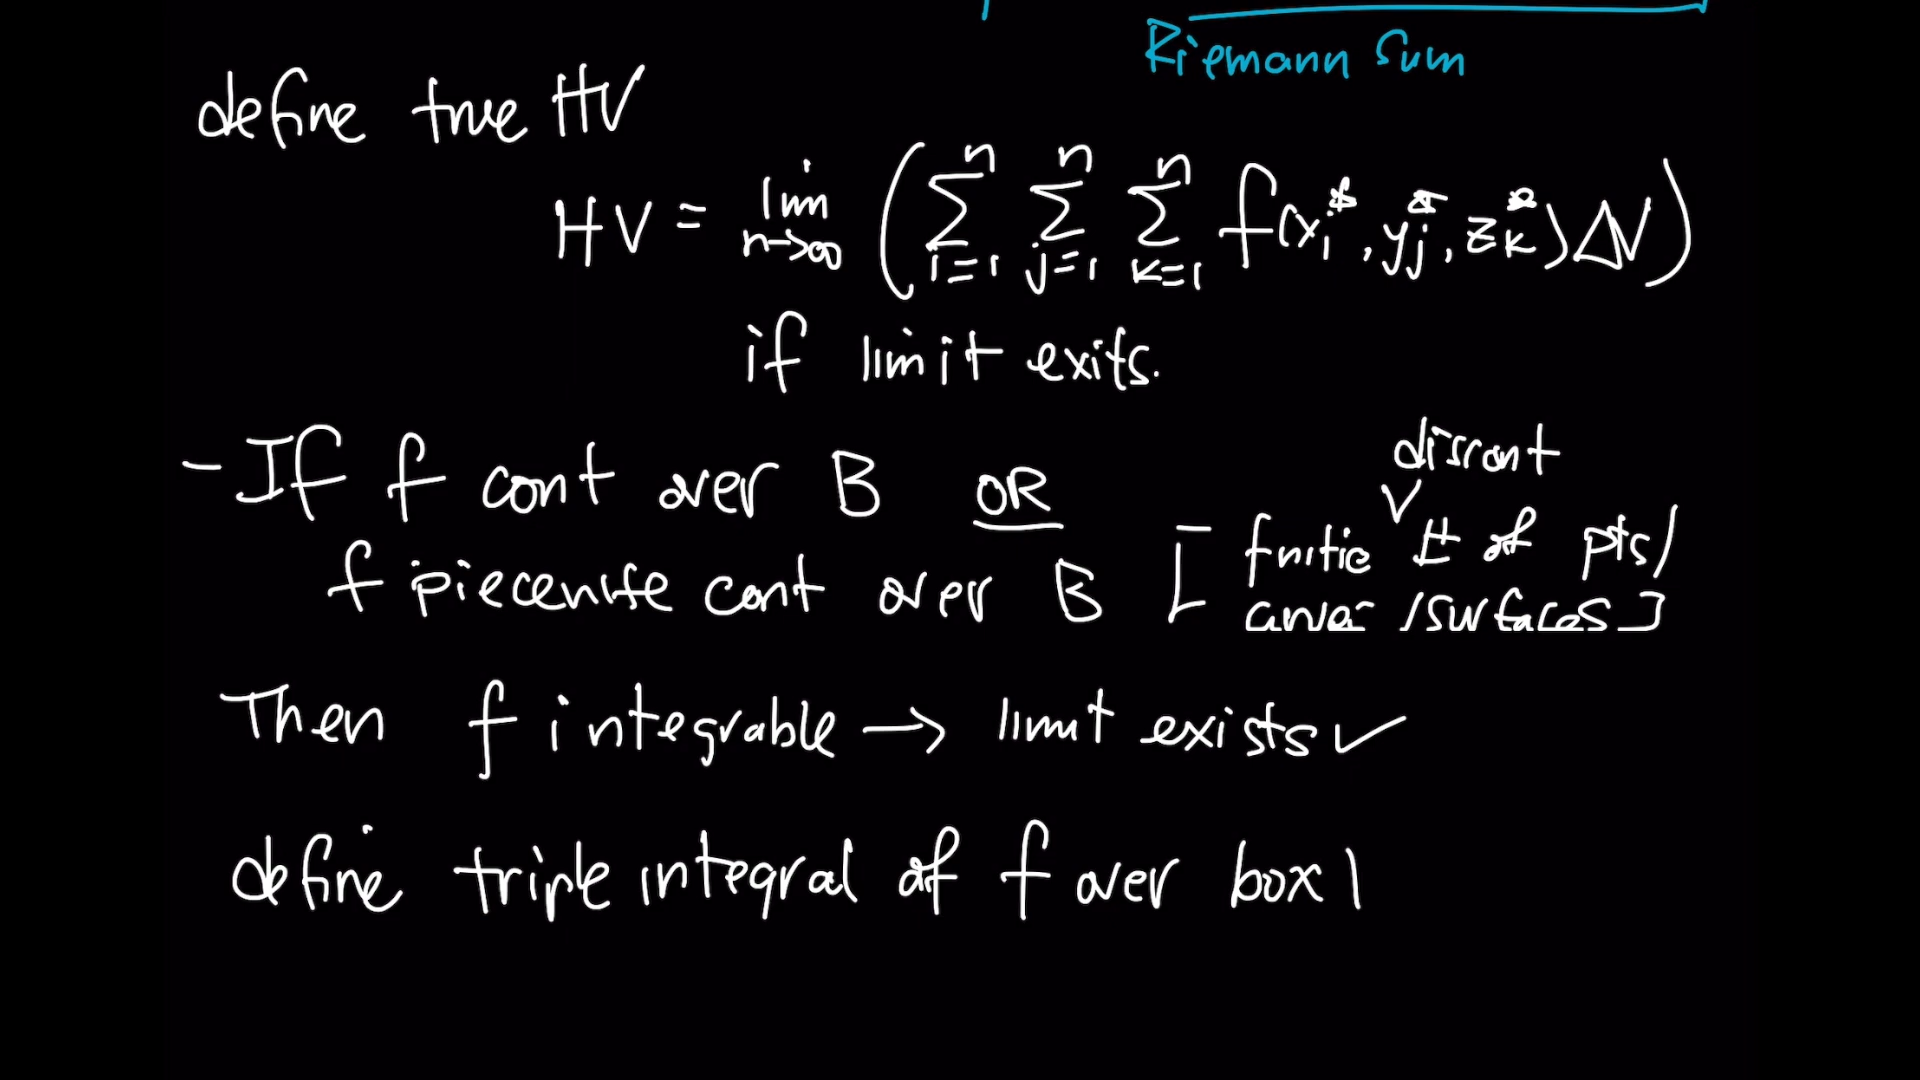 Riemann Sum
define true HV
HV = lim n->∞ ( n Σ i=1 n Σ j=1 n Σ k=1 f(xi*, yj*, zk*)ΔV )
if limit exits.
discont
- If f cont over B OR
[ finite v # of pts/
f piecewise cont over B
/surfaces ]
Then f integrable → limit exists ✓
define triple integral of f over box